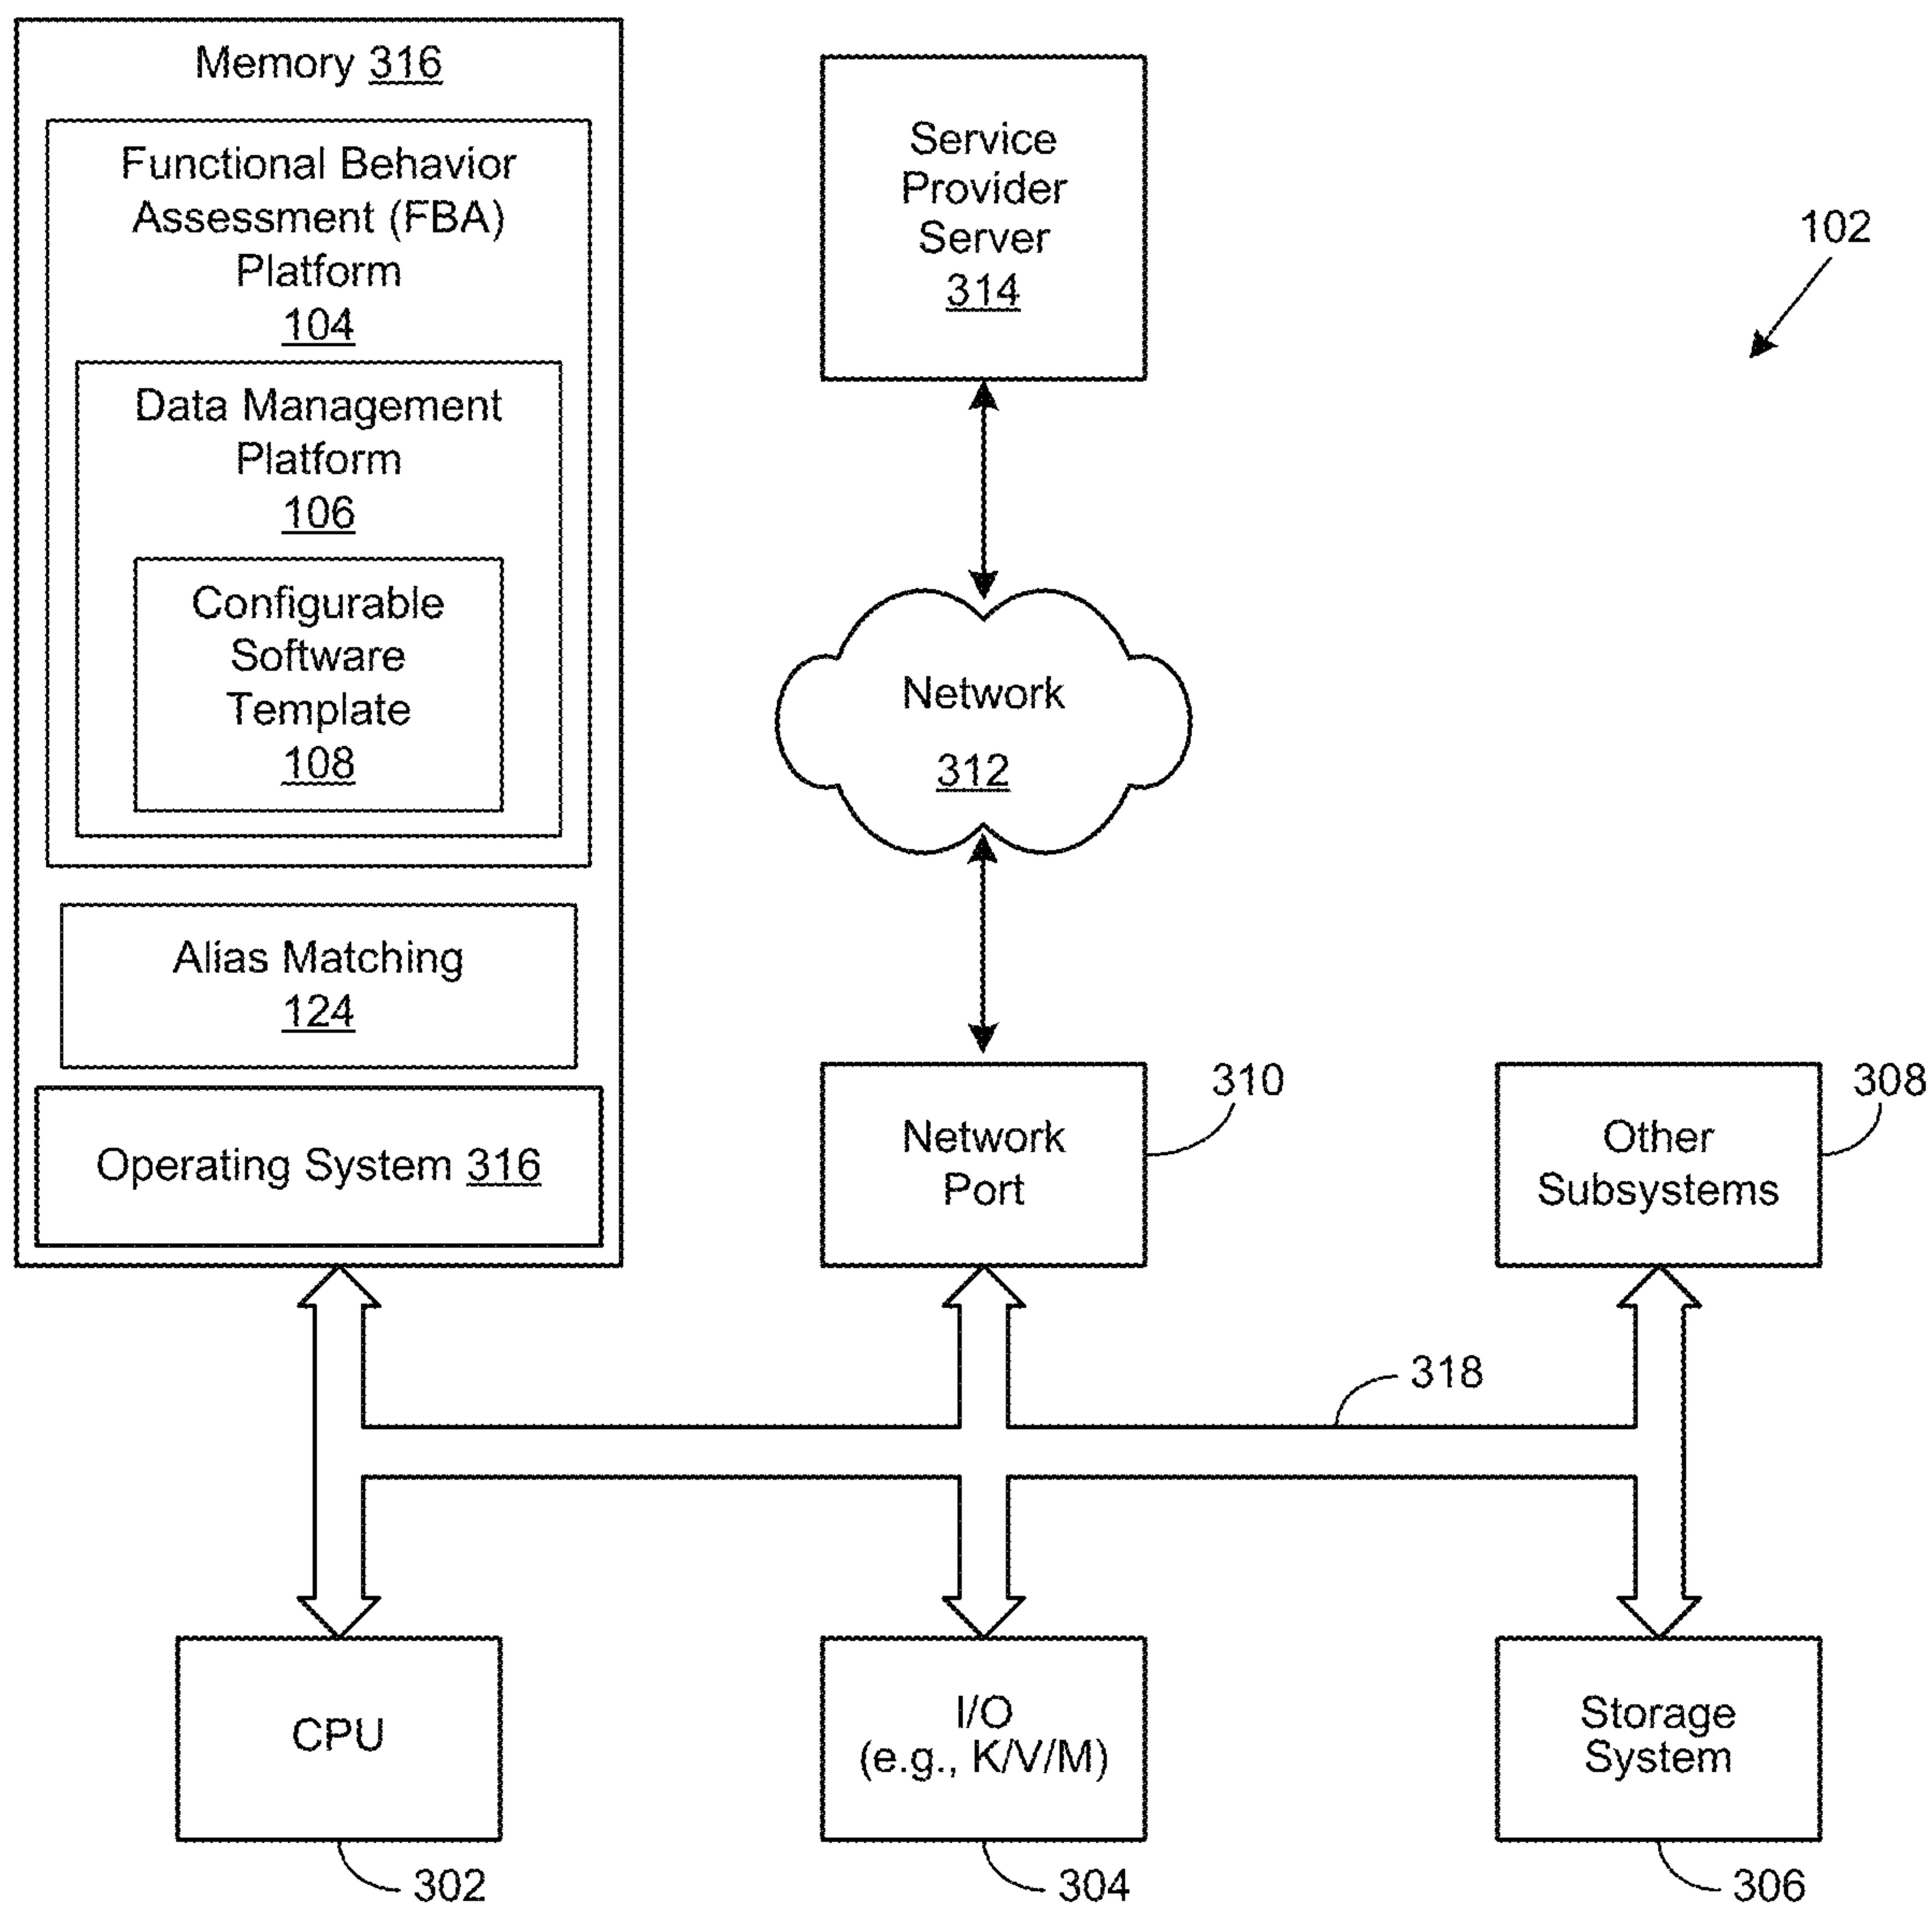 Memory 316
Functional Behavior
Assessment (FBA)
Platform
104
Data Management
Platform
106
Configurable
Software
Template
108
Alias Matching
124
Operating System 316
Service
Provider
Server
314
102
Network
312
Network
Port
310
Other
Subsystems
308
318
CPU
302
I/O
(e.g., K/V/M)
304
Storage
System
306